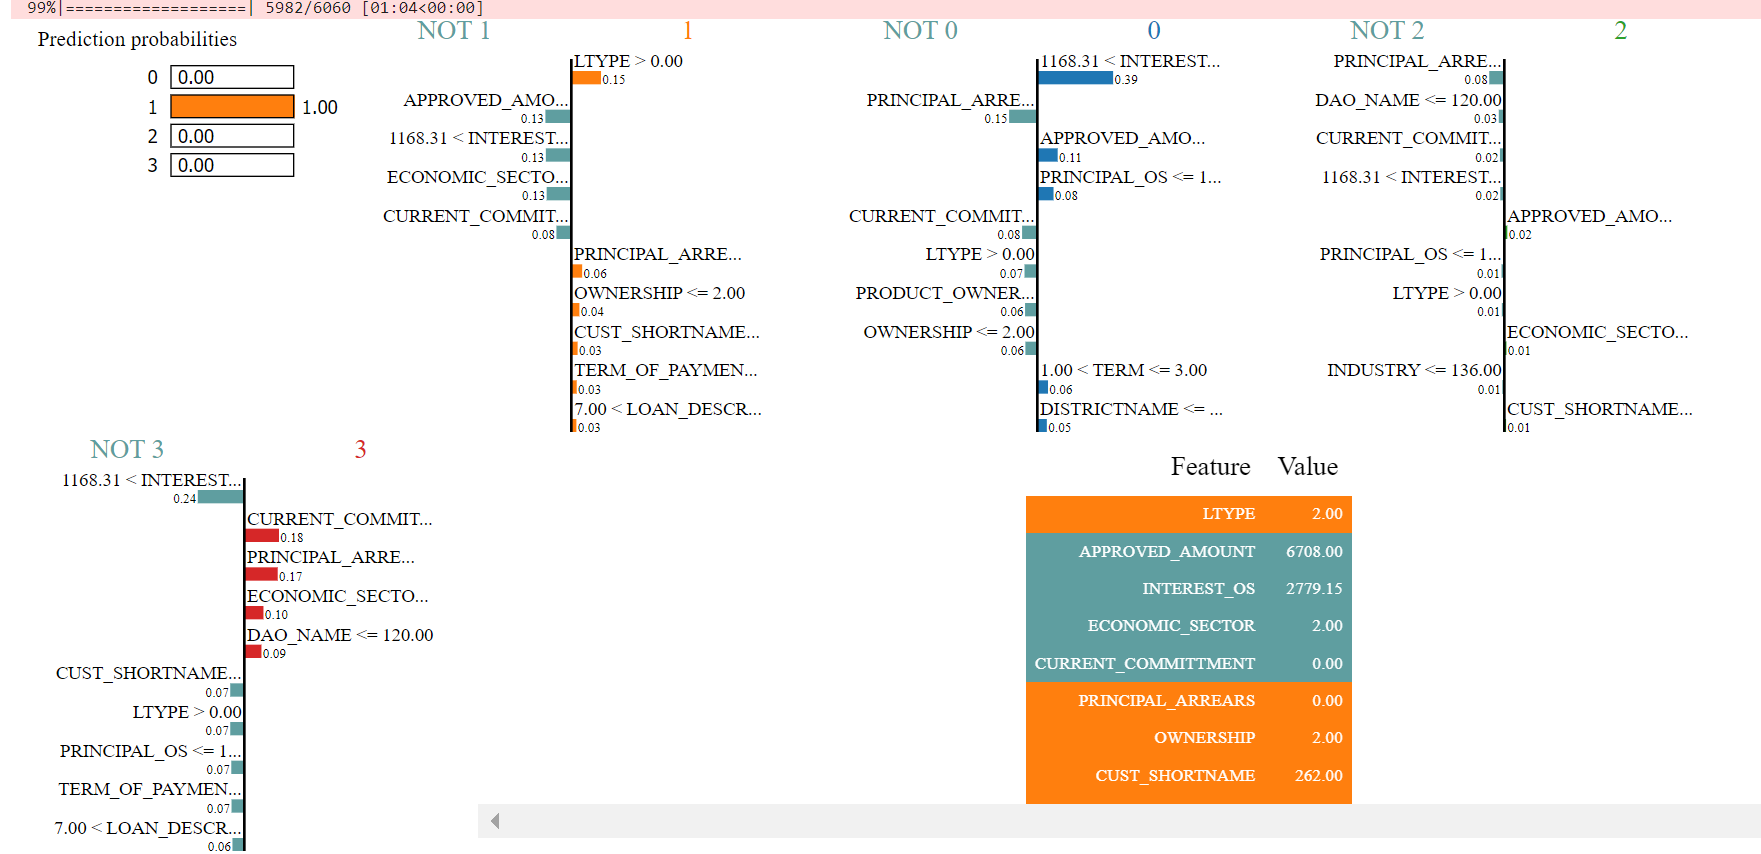 99%|===================| 5982/6060 [01:04<00:00]
Prediction probabilities
0 0.00
1 1.00
2 0.00
3 0.00
NOT 1 1
LTYPE > 0.00
0.15
APPROVED_AMO...
0.13
1168.31 < INTEREST...
0.13
ECONOMIC_SECTO...
0.13
CURRENT_COMMIT...
0.08
PRINCIPAL_ARRE...
0.06
OWNERSHIP <= 2.00
0.04
CUST_SHORTNAME...
0.03
TERM_OF_PAYMEN...
0.03
7.00 < LOAN_DESCR...
0.03
NOT 0 0
1168.31 < INTEREST...
0.39
PRINCIPAL_ARRE...
0.15
APPROVED_AMO...
0.11
PRINCIPAL_OS <= 1...
0.08
CURRENT_COMMIT...
0.08
LTYPE > 0.00
0.07
PRODUCT_OWNER...
0.06
OWNERSHIP <= 2.00
0.06
1.00 < TERM <= 3.00
0.06
DISTRICTNAME <= ...
0.05
NOT 2 2
PRINCIPAL_ARRE...
0.08
DAO_NAME <= 120.00
0.03
CURRENT_COMMIT...
0.02
1168.31 < INTEREST...
0.02
APPROVED_AMO...
0.02
PRINCIPAL_OS <= 1...
0.01
LTYPE > 0.00
0.01
ECONOMIC_SECTO...
0.01
INDUSTRY <= 136.00
0.01
CUST_SHORTNAME...
0.01
NOT 3 3
1168.31 < INTEREST...
0.24
CURRENT_COMMIT...
0.18
PRINCIPAL_ARRE...
0.17
ECONOMIC_SECTO...
0.10
DAO_NAME <= 120.00
0.09
CUST_SHORTNAME...
0.07
LTYPE > 0.00
0.07
PRINCIPAL_OS <= 1...
0.07
TERM_OF_PAYMEN...
0.07
7.00 < LOAN_DESCR...
0.06
Feature Value
LTYPE 2.00
APPROVED_AMOUNT 6708.00
INTEREST_OS 2779.15
ECONOMIC_SECTOR 2.00
CURRENT_COMMITTMENT 0.00
PRINCIPAL_ARREARS 0.00
OWNERSHIP 2.00
CUST_SHORTNAME 262.00